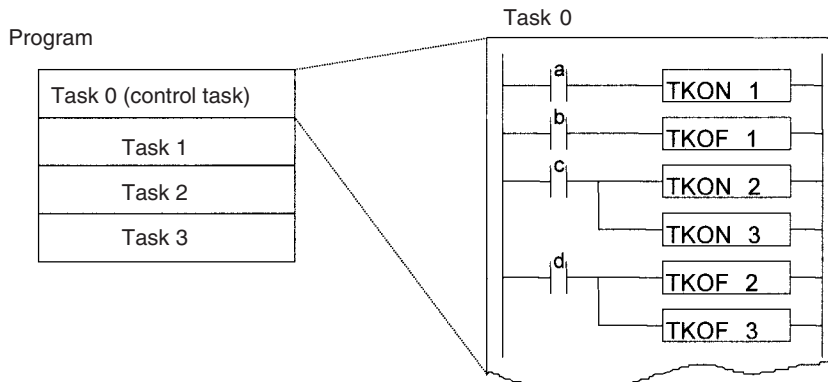 Program
Task 0 (control task)
Task 1
Task 2
Task 3
Task 0
a
TKON 1
b
TKOF 1
c
TKON 2
TKON 3
d
TKOF 2
TKOF 3